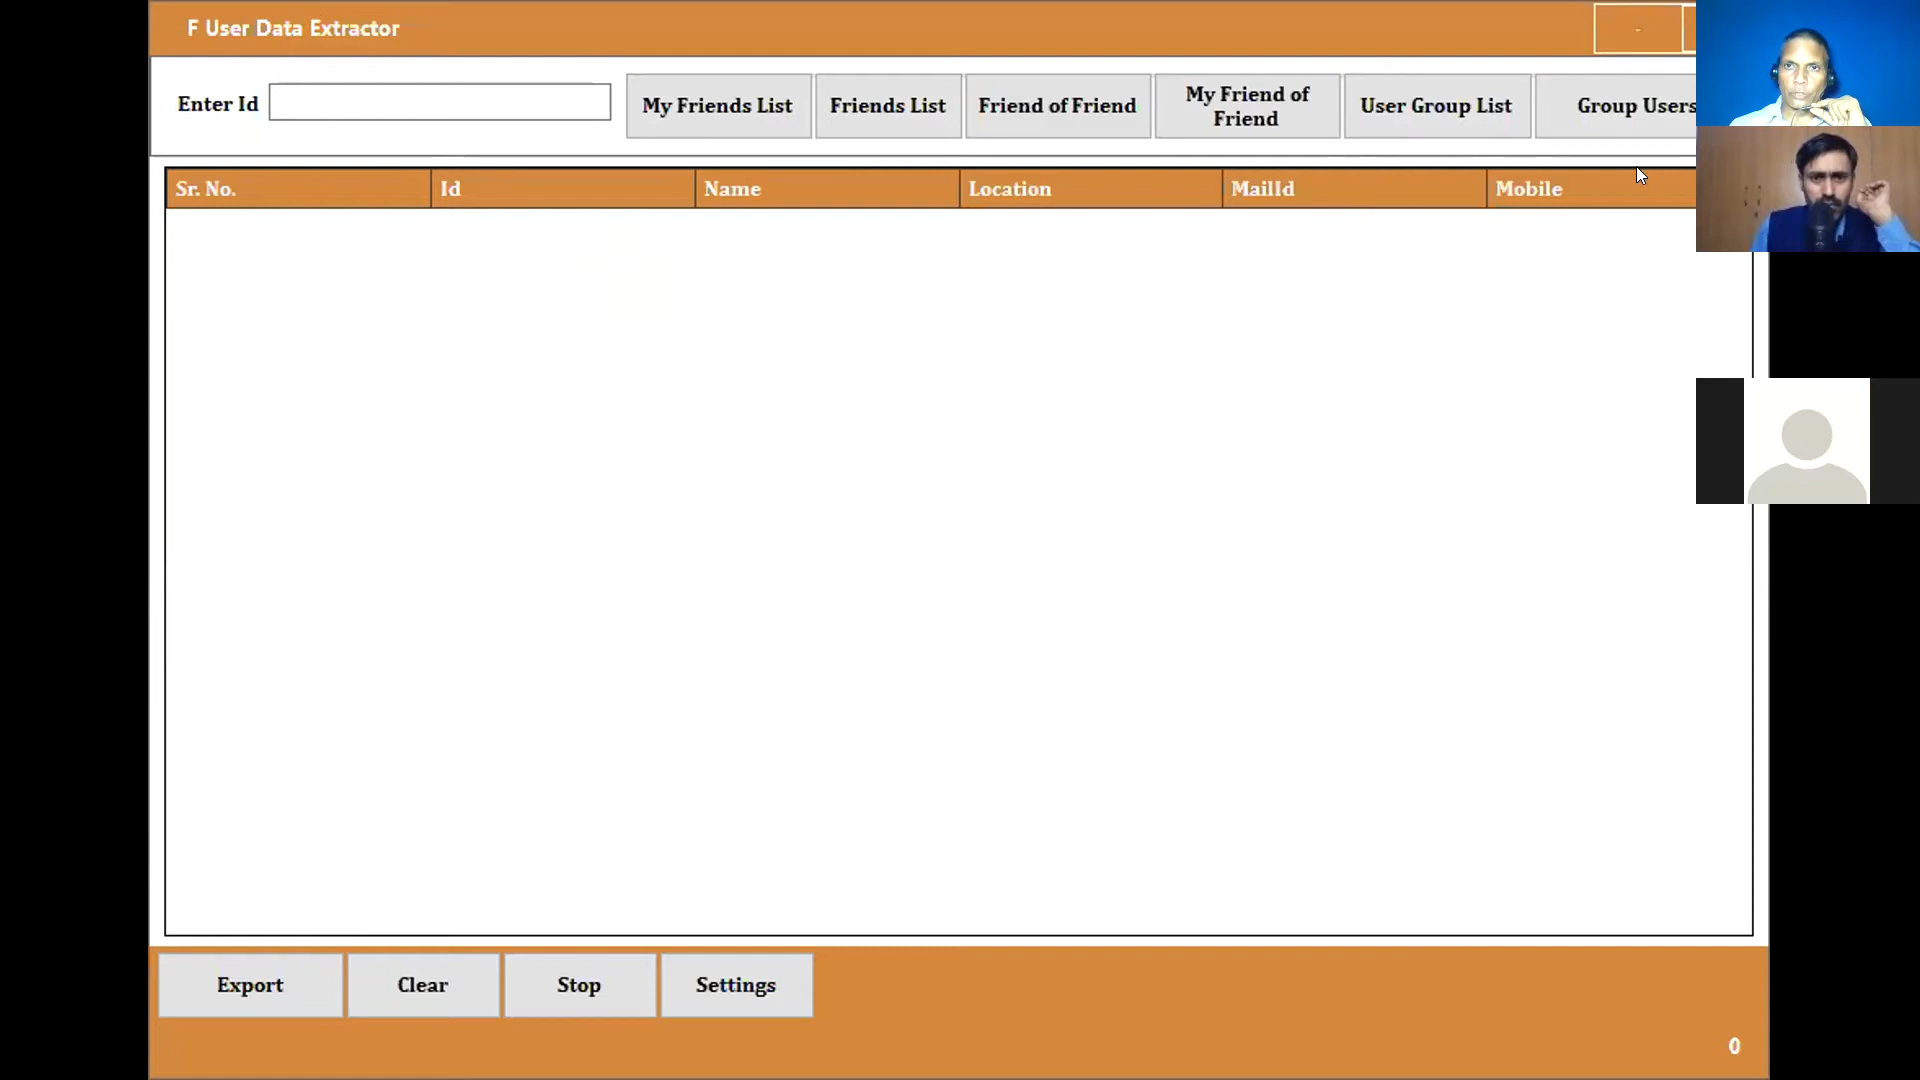 F User Data Extractor
-
Enter Id
My Friends List
Friends List
Friend of Friend
My Friend of
Friend
User Group List
Group Users
Sr. No.
Id
Name
Location
MailId
Mobile
Export
Clear
Stop
Settings
0